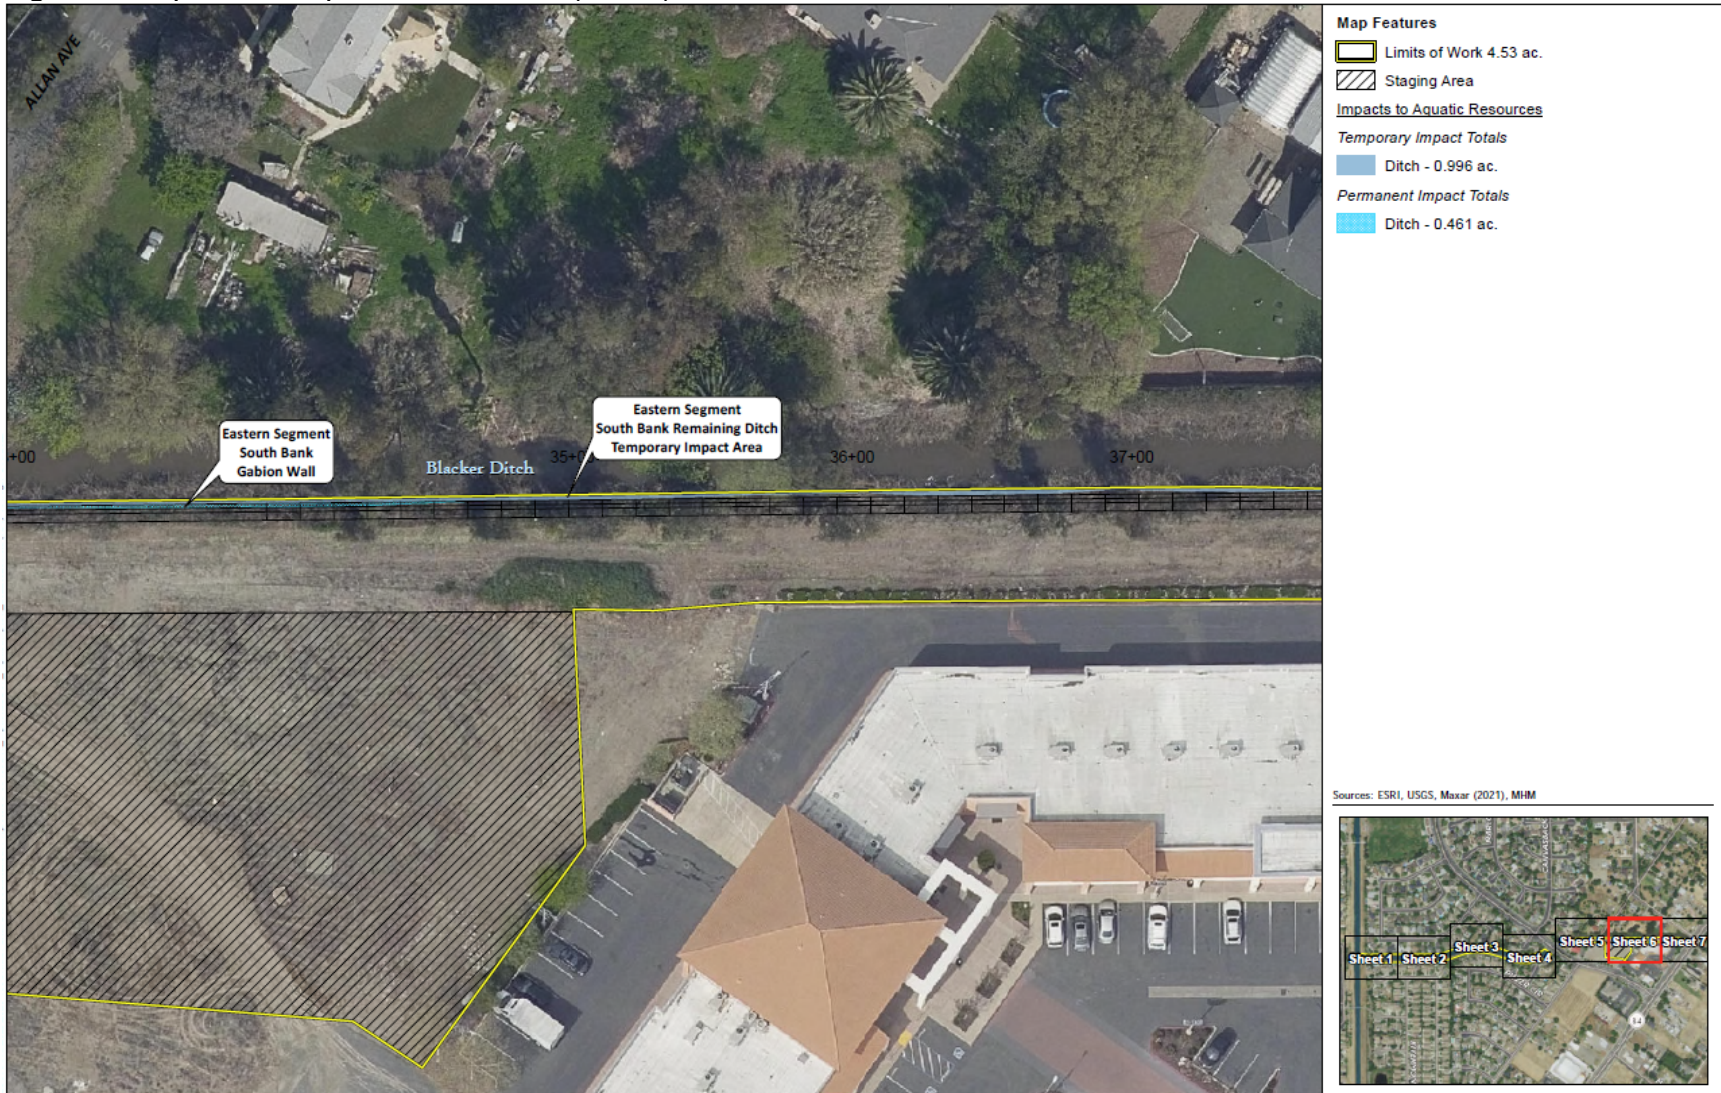 ALLAN AVE
Eastern Segment
South Bank
Gabion Wall
Eastern Segment
South Bank Remaining Ditch
Temporary Impact Area
+00
Blacker Ditch
35+00
36+00
37+00
Map Features
Limits of Work 4.53 ac.
Staging Area
Impacts to Aquatic Resources
Temporary Impact Totals
Ditch - 0.996 ac.
Permanent Impact Totals
Ditch - 0.461 ac.
Sources: ESRI, USGS, Maxar (2021), MHM
Sheet 1
Sheet 2
Sheet 3
Sheet 4
Sheet 5
Sheet 6
Sheet 7